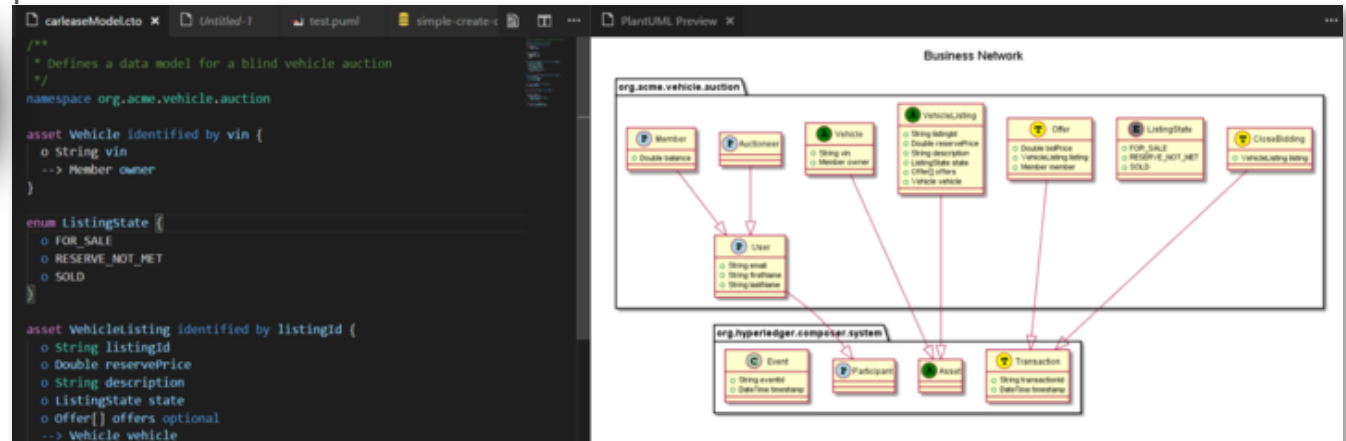 carleaseModel.cto
Untitled-1
test.puml
simple-create-c
PlantUML Preview
/**
* Defines a data model for a blind vehicle auction
*/
namespace org.acme.vehicle.auction
asset Vehicle identified by vin {
o String vin
--> Member owner
}
enum ListingState {
o FOR_SALE
o RESERVE_NOT_MET
o SOLD
}
asset VehicleListing identified by listingId {
o String listingId
o Double reservePrice
o String description
o ListingState state
o Offer[] offers optional
--> Vehicle vehicle
Business Network
org.acme.vehicle.auction
P Member
Double balance
P Auctioneer
A Vehicle
String vin
Member owner
A VehicleListing
String listingId
Double reservePrice
String description
ListingState state
Offer[] offers
Vehicle vehicle
T Offer
Double bidPrice
VehicleListing listing
Member member
E ListingState
FOR_SALE
RESERVE_NOT_MET
SOLD
T CloseBidding
VehicleListing listing
P User
String email
String firstName
String lastName
org.hyperledger.composer.system
C Event
String eventId
DateTime timestamp
P Participant
A Asset
T Transaction
String transactionId
DateTime timestamp